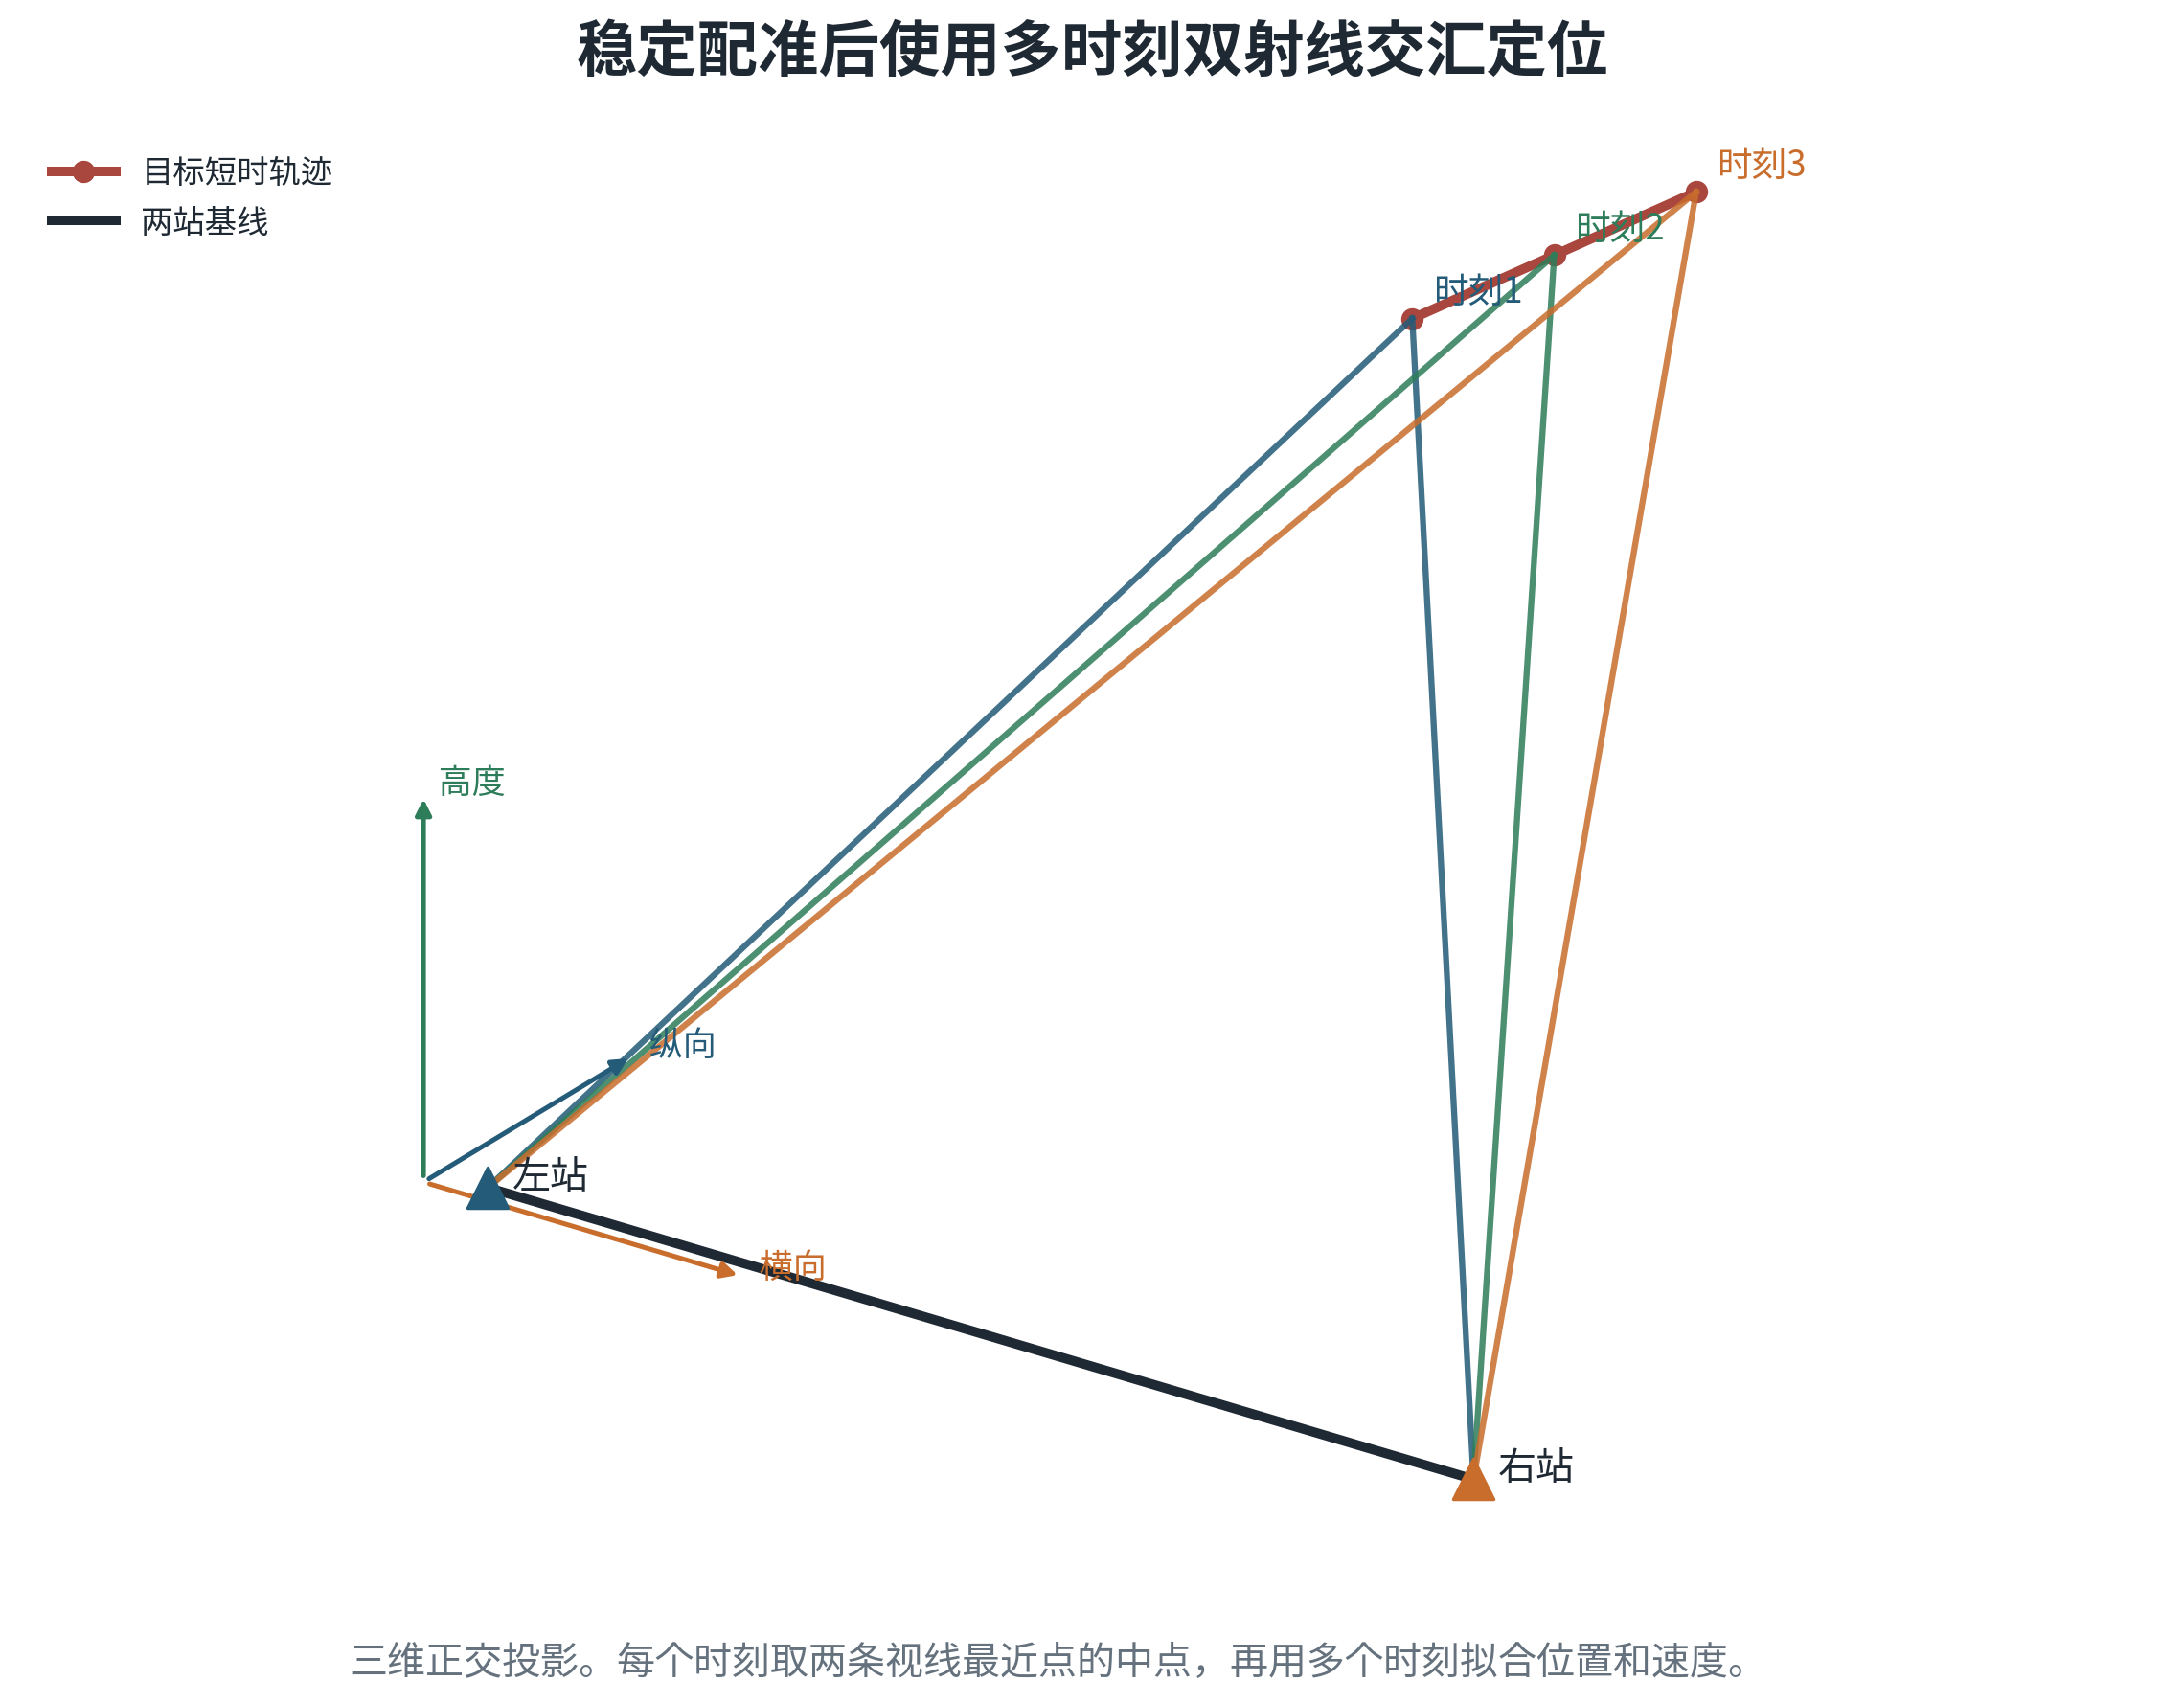 稳定配准后使用多时刻双射线交汇定位
目标短时轨迹
两站基线
时刻3
时刻2
时刻1
高度
纵向
左站
横向
右站
三维正交投影。每个时刻取两条视线最近点的中点，再用多个时刻拟合位置和速度。